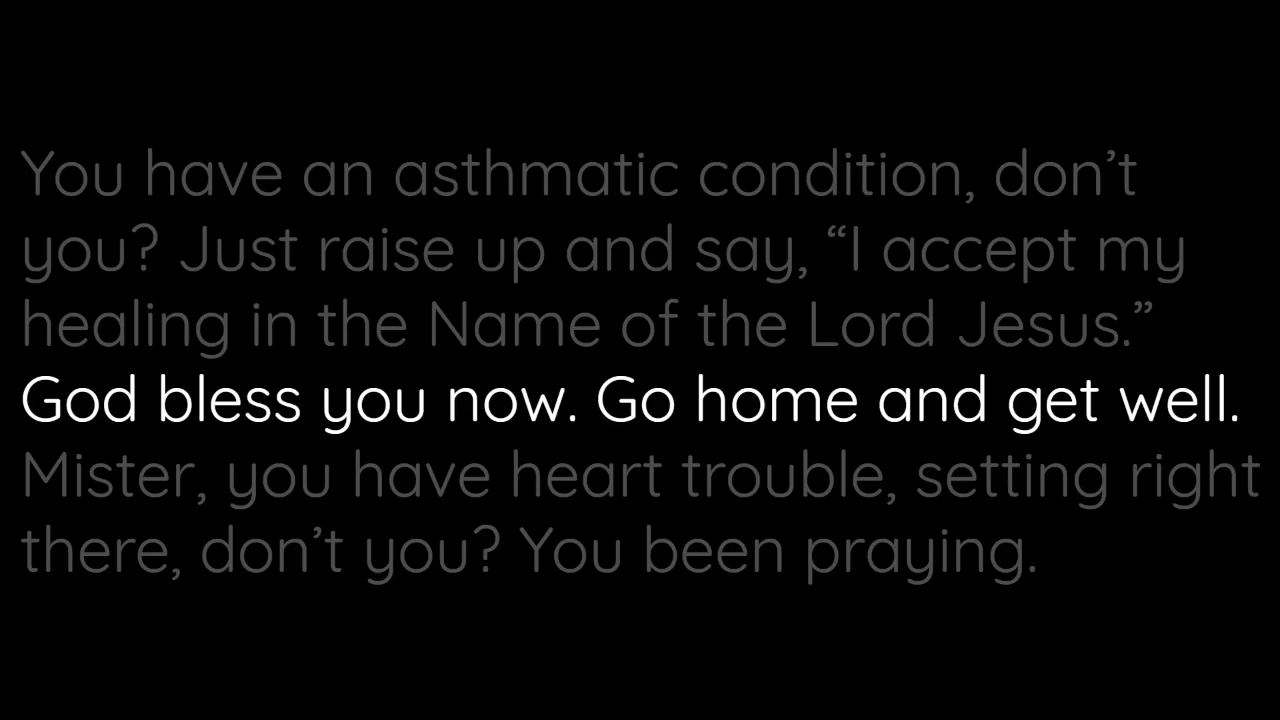 You have an asthmatic condition, don’t
you? Just raise up and say, “I accept my
healing in the Name of the Lord Jesus.”
God bless you now. Go home and get well.
Mister, you have heart trouble, setting right
there, don’t you? You been praying.